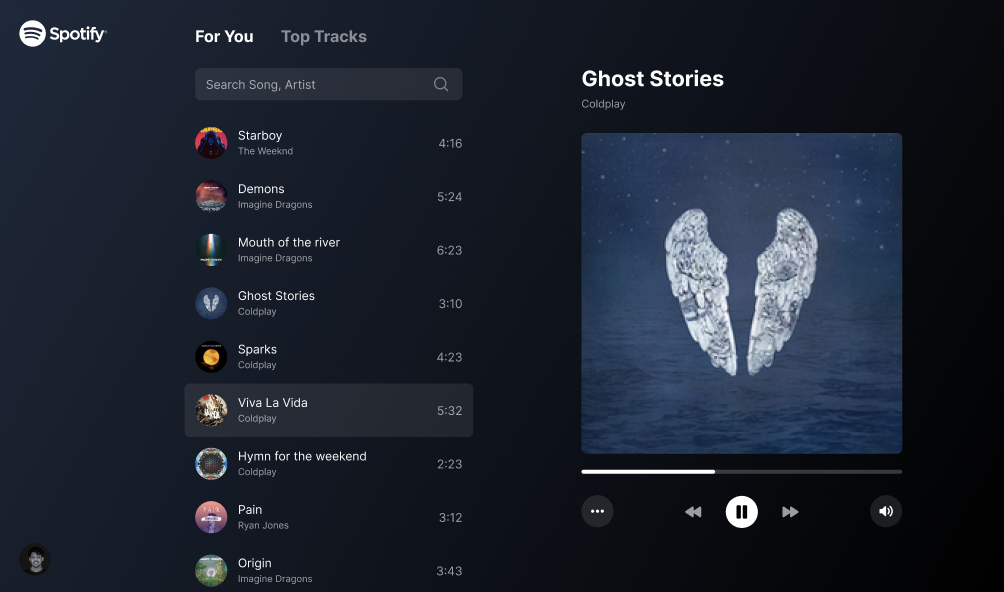 Spotify
For You
Top Tracks
Search Song, Artist
Starboy
The Weeknd
4:16
Demons
Imagine Dragons
5:24
Mouth of the river
Imagine Dragons
6:23
Ghost Stories
Coldplay
3:10
Sparks
Coldplay
4:23
Viva La Vida
Coldplay
5:32
Hymn for the weekend
Coldplay
2:23
Pain
Ryan Jones
3:12
Origin
Imagine Dragons
3:43
Ghost Stories
Coldplay